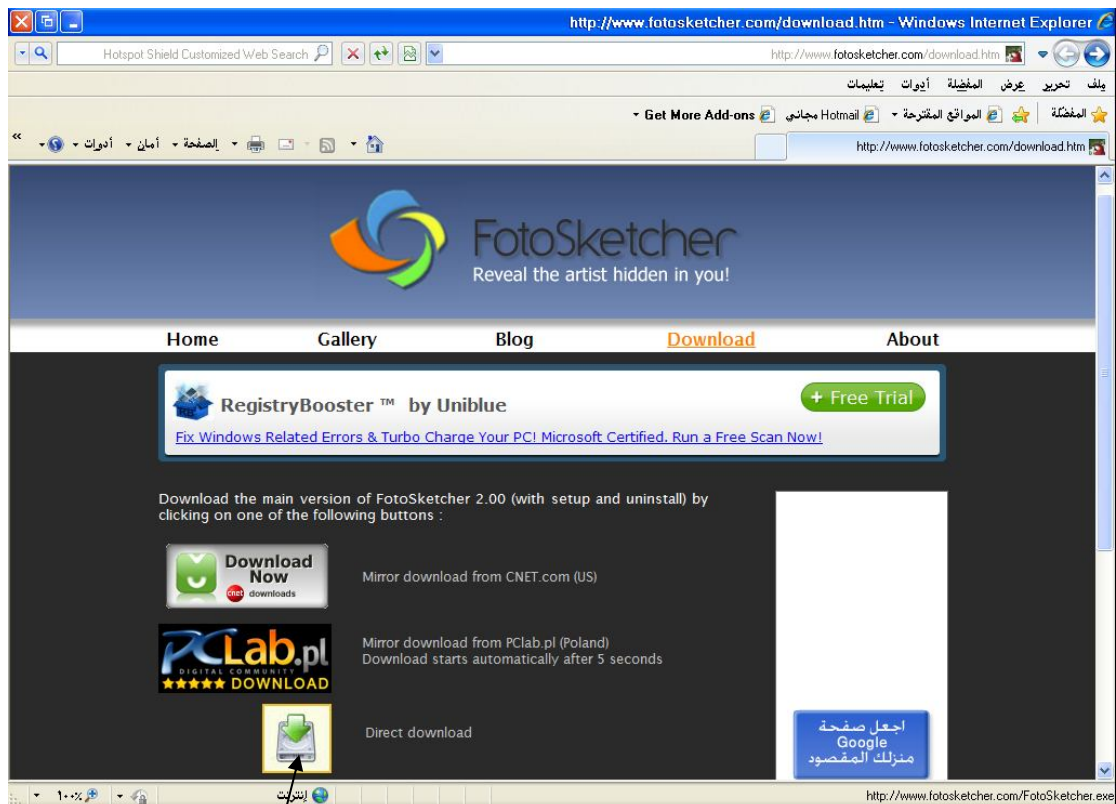 http://www.fotosketcher.com/download.htm - Windows Internet Explorer
Hotspot Shield Customized Web Search
http://www.fotosketcher.com/download.htm
ملف تحرير عرض المفضلة أدوات تعليمات
المفضلة المواقع المقترحة Hotmail مجاني Get More Add-ons
http://www.fotosketcher.com/download.htm
الصفحة أمان أدوات »
FotoSketcher
Reveal the artist hidden in you!
Home Gallery Blog Download About
RegistryBooster ™ by Uniblue
+ Free Trial
Fix Windows Related Errors & Turbo Charge Your PC! Microsoft Certified. Run a Free Scan Now!
Download the main version of FotoSketcher 2.00 (with setup and uninstall) by
clicking on one of the following buttons :
Download
Now
cnet downloads
Mirror download from CNET.com (US)
PCLab.pl
DIGITAL COMMUNITY
DOWNLOAD
Mirror download from PClab.pl (Poland)
Download starts automatically after 5 seconds
Direct download
اجعل صفحة
Google
منزلك المقصود
١٠٠%
إنترنت
http://www.fotosketcher.com/FotoSketcher.exe